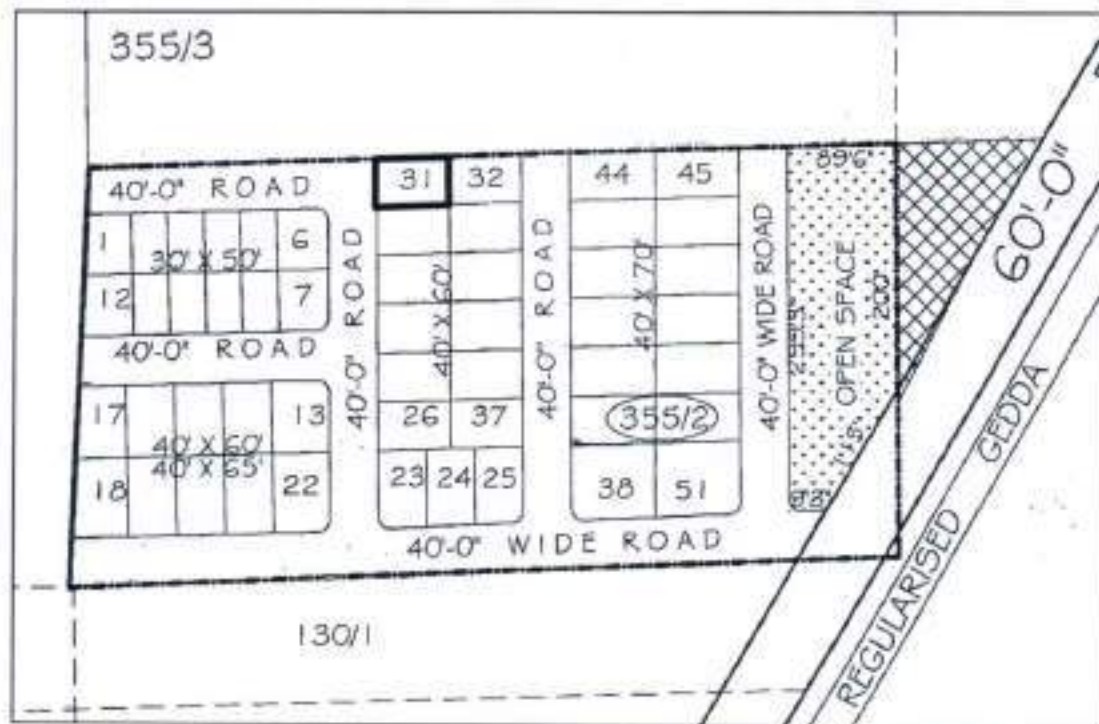 355/3
40'-0" ROAD
1
6
30' X 50'
12
7
40'-0" ROAD
17
13
40' X 60'
40' X 65'
18
22
40'-0" ROAD
31
32
40' X 60'
26
37
23
24
25
40'-0" ROAD
44
45
40' X 70'
355/2
38
51
40'-0" WIDE ROAD
40'-0" WIDE ROAD
89'6"
OPEN SPACE
200'
9'3"
60'-0"
REGULARISED GEDDA
130/1